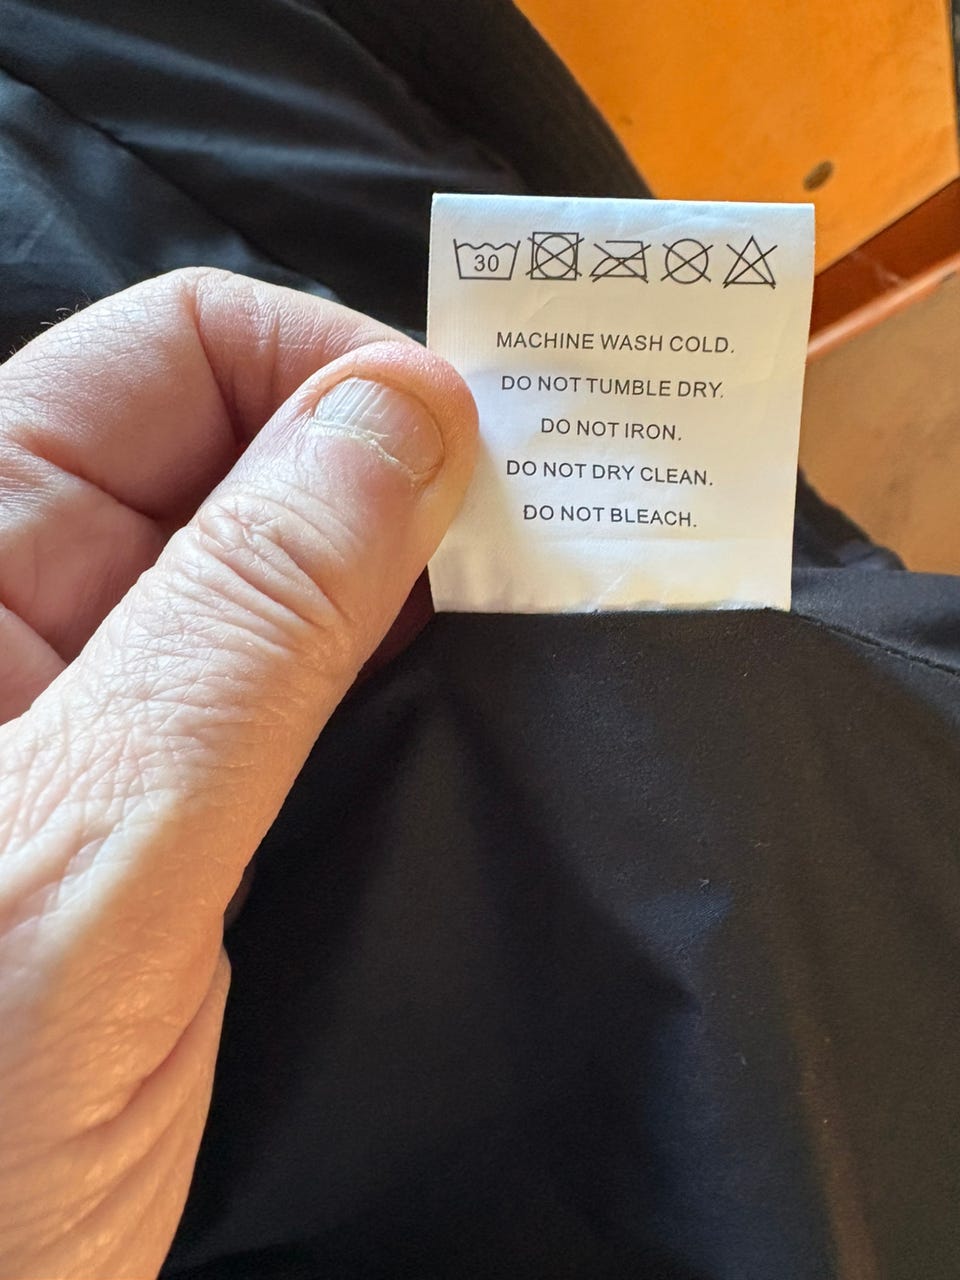 30
MACHINE WASH COLD.
DO NOT TUMBLE DRY.
DO NOT IRON.
DO NOT DRY CLEAN.
DO NOT BLEACH.